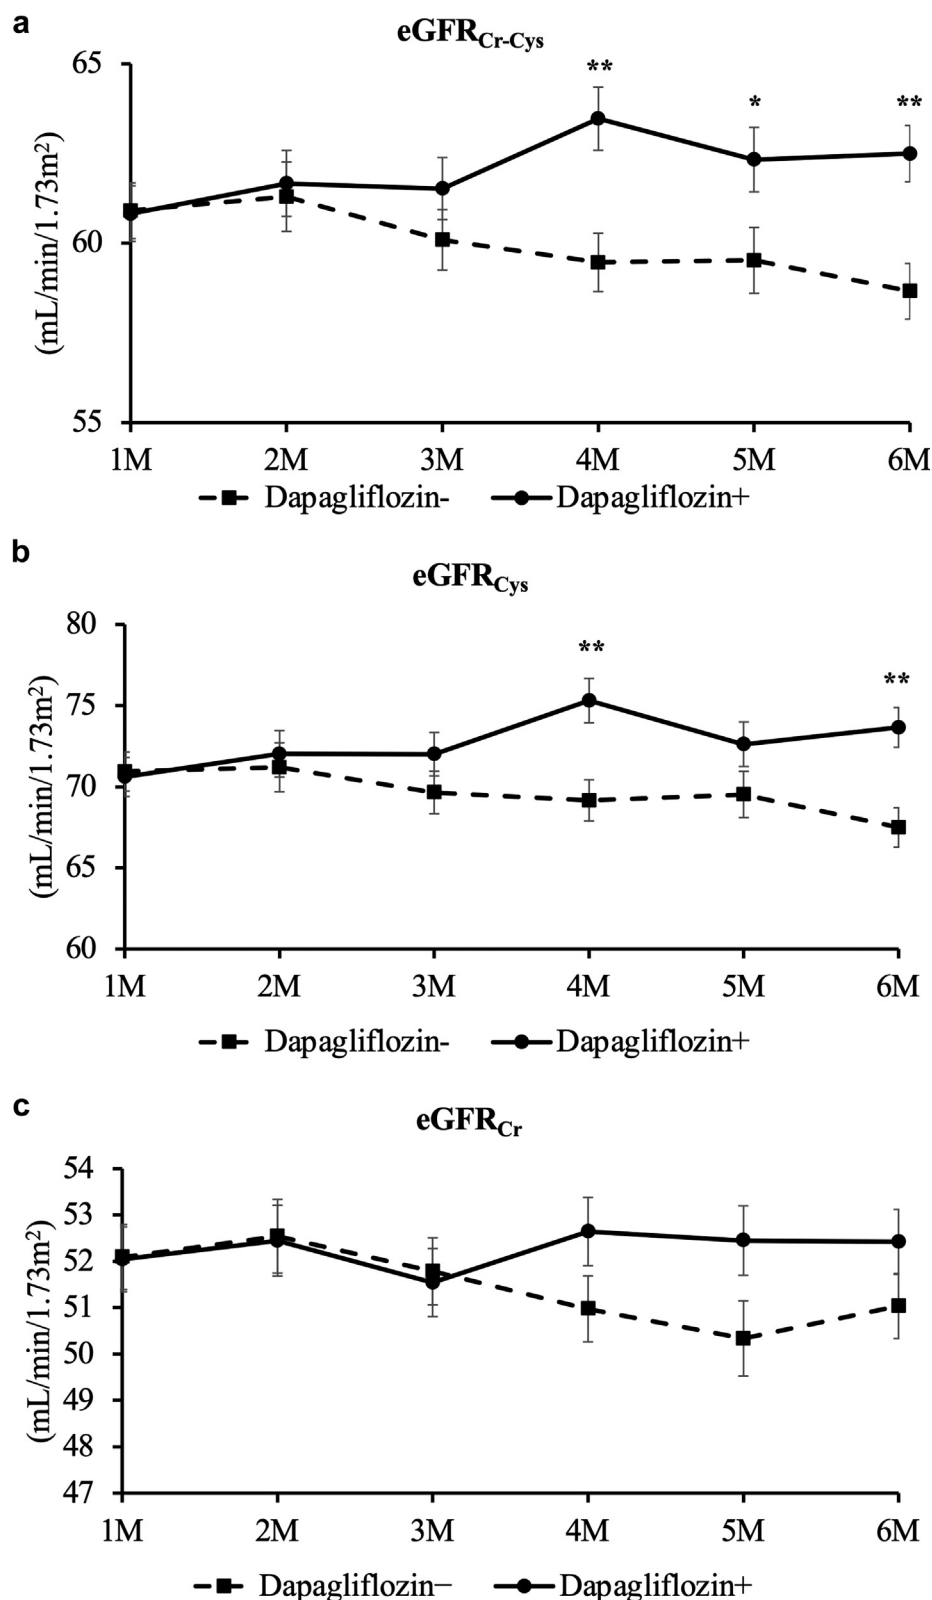 a
eGFRCr-Cys
(mL/min/1.73m²)
65
60
55
** * **
1M 2M 3M 4M 5M 6M
Dapagliflozin- Dapagliflozin+
b
eGFRCys
(mL/min/1.73m²)
80
75
70
65
60
** **
1M 2M 3M 4M 5M 6M
Dapagliflozin- Dapagliflozin+
c
eGFRCr
(mL/min/1.73m²)
54
53
52
51
50
49
48
47
1M 2M 3M 4M 5M 6M
Dapagliflozin− Dapagliflozin+